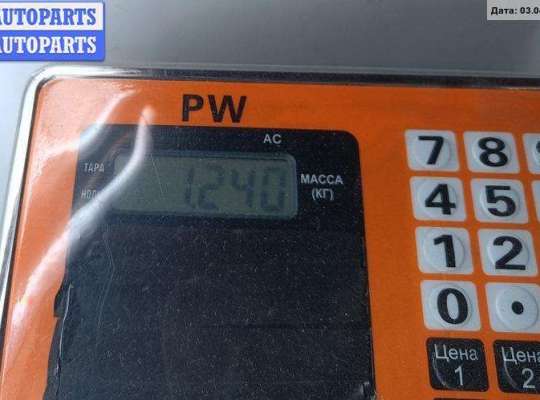 AUTOPARTS
AUTOPARTS
Дата: 03.0
PW
AC
ТАРА
1.240
МАССА
(КГ)
7 8
4 5
1 2
0 .
Цена
1
Цена
2